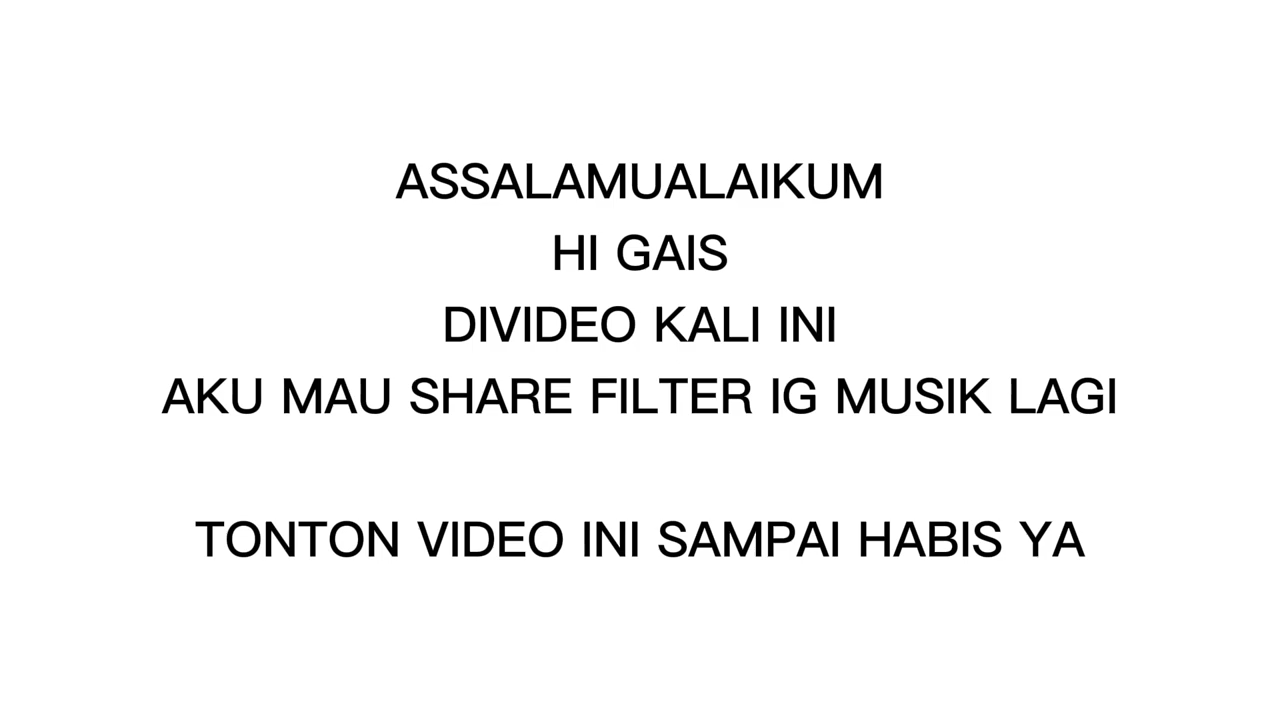 ASSALAMUALAIKUM
HI GAIS
DIVIDEO KALI INI
AKU MAU SHARE FILTER IG MUSIK LAGI
TONTON VIDEO INI SAMPAI HABIS YA